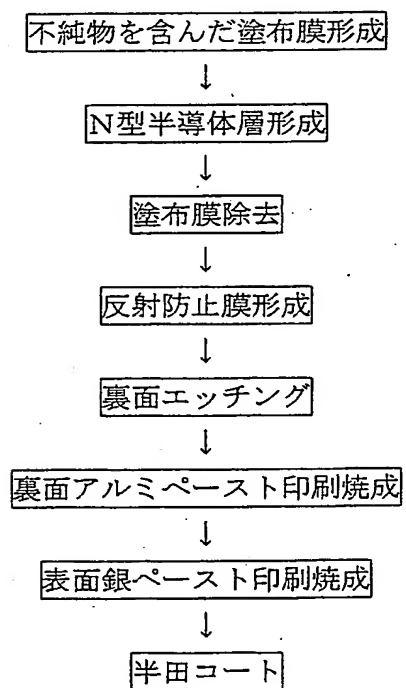 不純物を含んだ塗布膜形成
↓
N型半導体層形成
↓
塗布膜除去
↓
反射防止膜形成
↓
裏面エッチング
↓
裏面アルミペースト印刷焼成
↓
表面銀ペースト印刷焼成
↓
半田コート